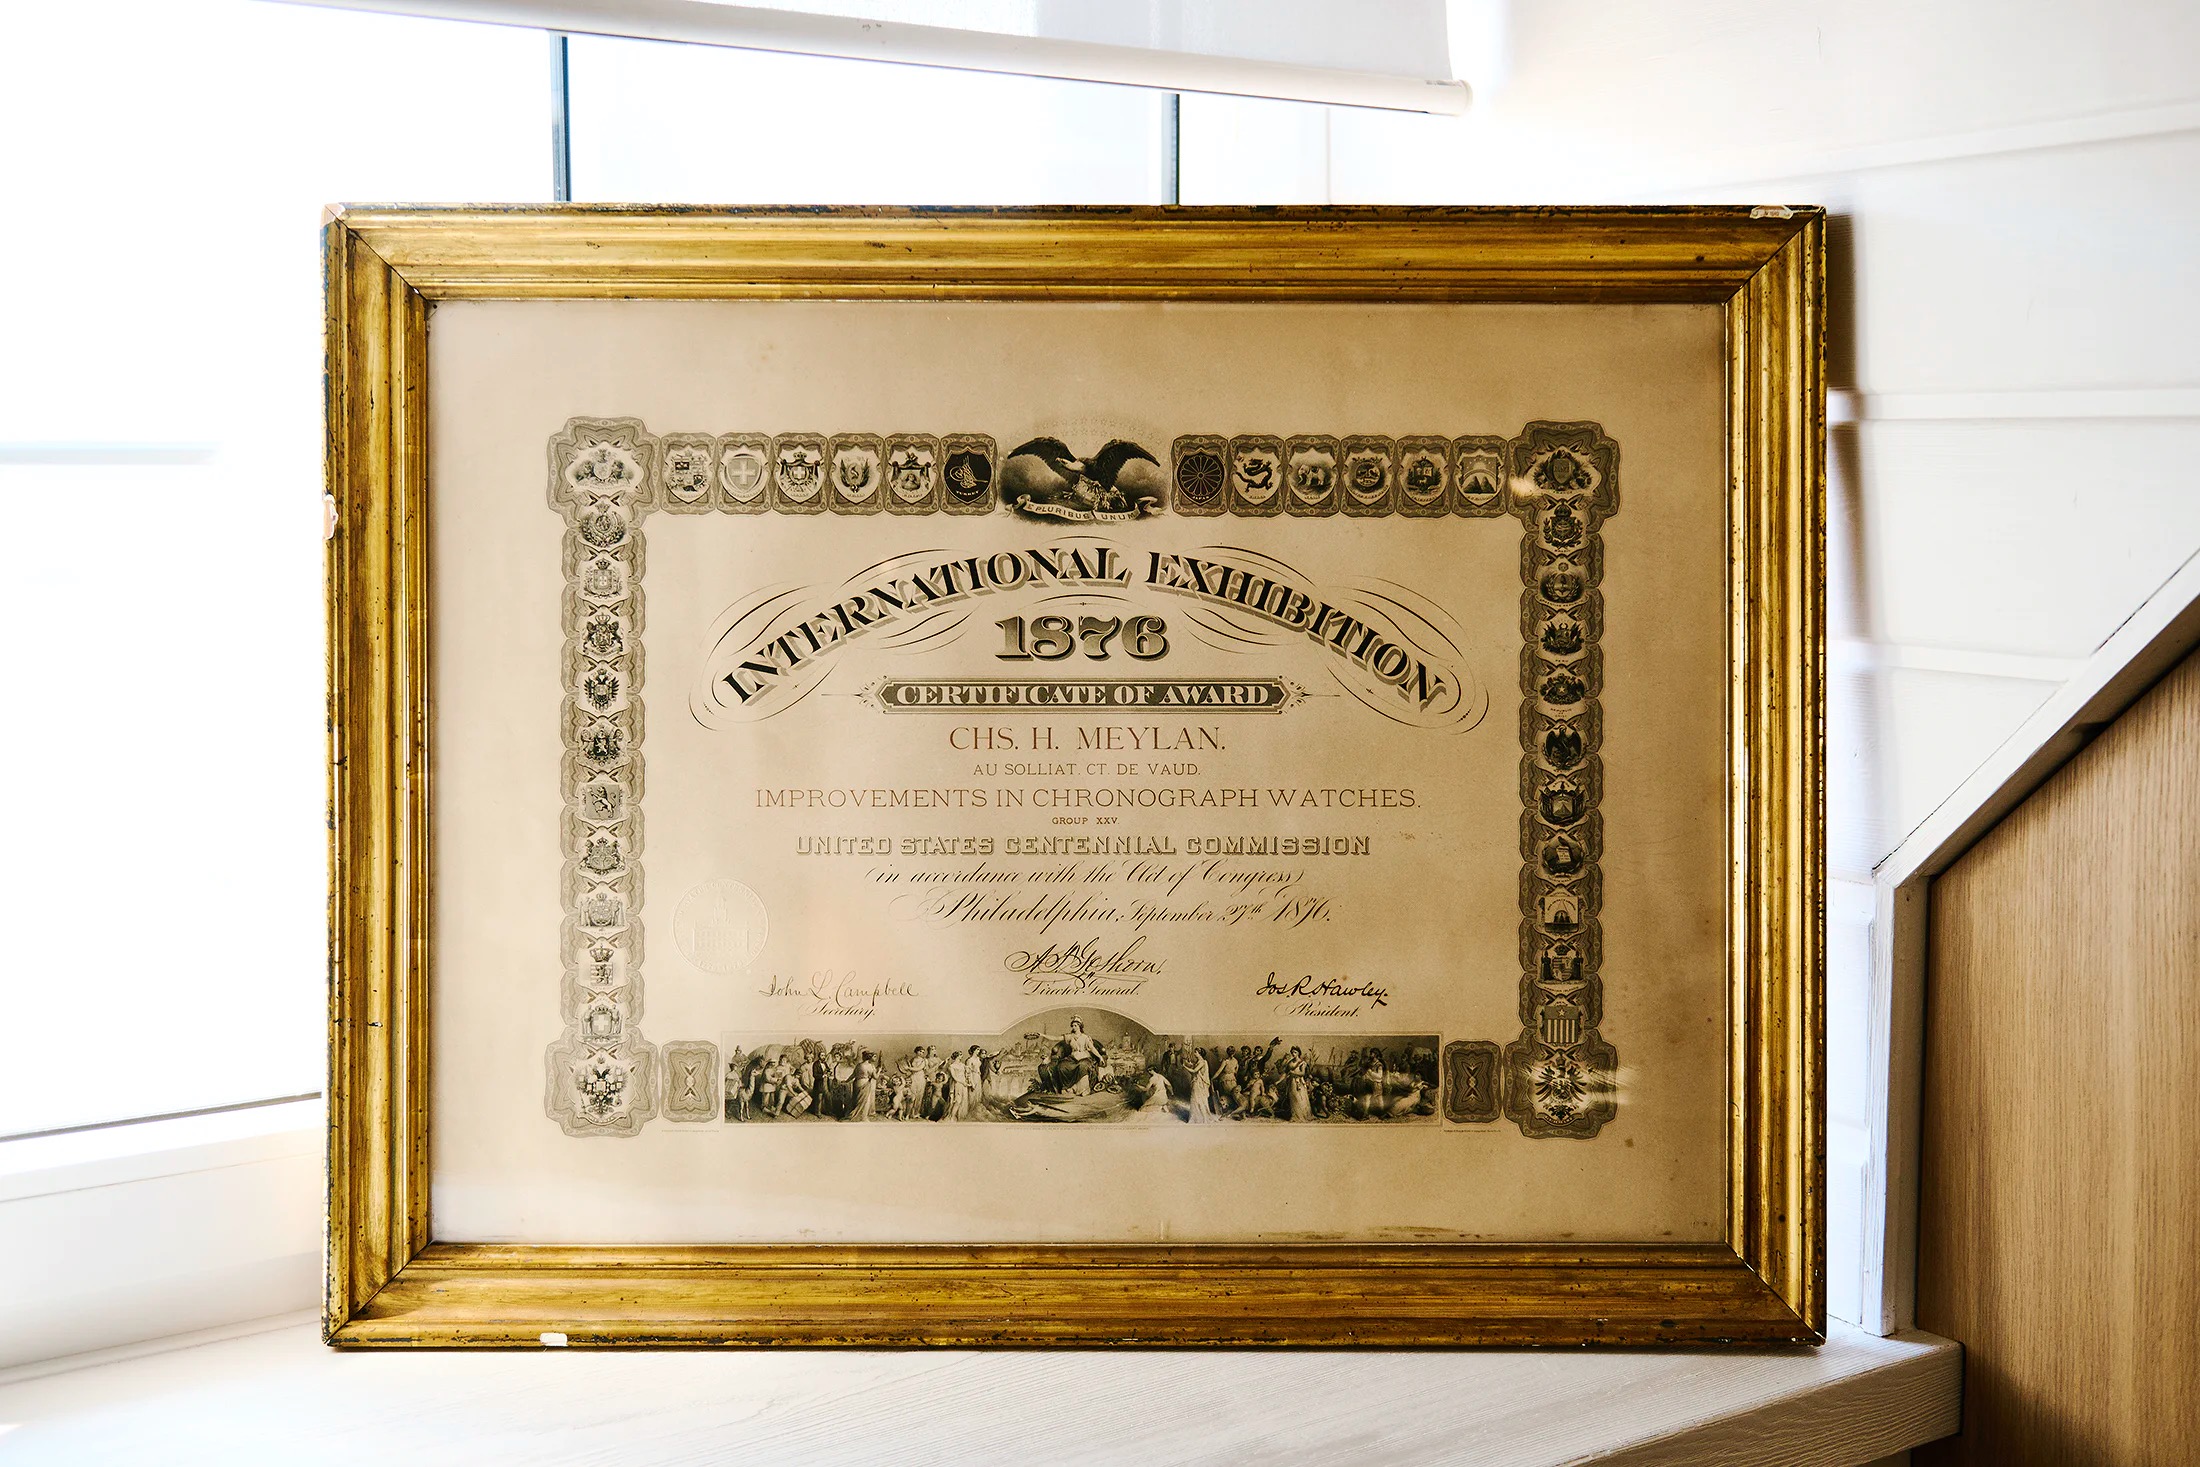 E PLURIBUS UNUM
INTERNATIONAL EXHIBITION
1876
CERTIFICATE OF AWARD
CHS. H. MEYLAN.
AU SOLLIAT. CT. DE VAUD.
IMPROVEMENTS IN CHRONOGRAPH WATCHES.
GROUP XXV.
UNITED STATES CENTENNIAL COMMISSION
(in accordance with the Act of Congress)
Philadelphia, September 27th 1876.
A. T. Goshorn,
Director-General.
John L. Campbell
Secretary.
Jos. R. Hawley.
President.